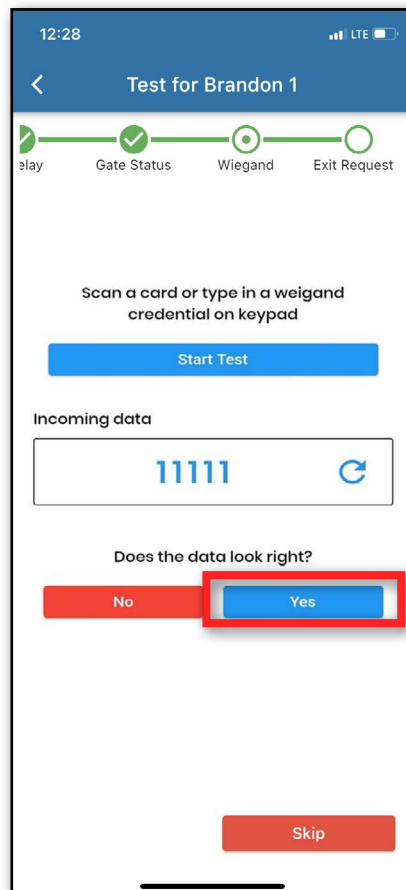 12:28 LTE
Test for Brandon 1
elay Gate Status Wiegand Exit Request
Scan a card or type in a weigand
credential on keypad
Start Test
Incoming data
11111
Does the data look right?
No Yes
Skip